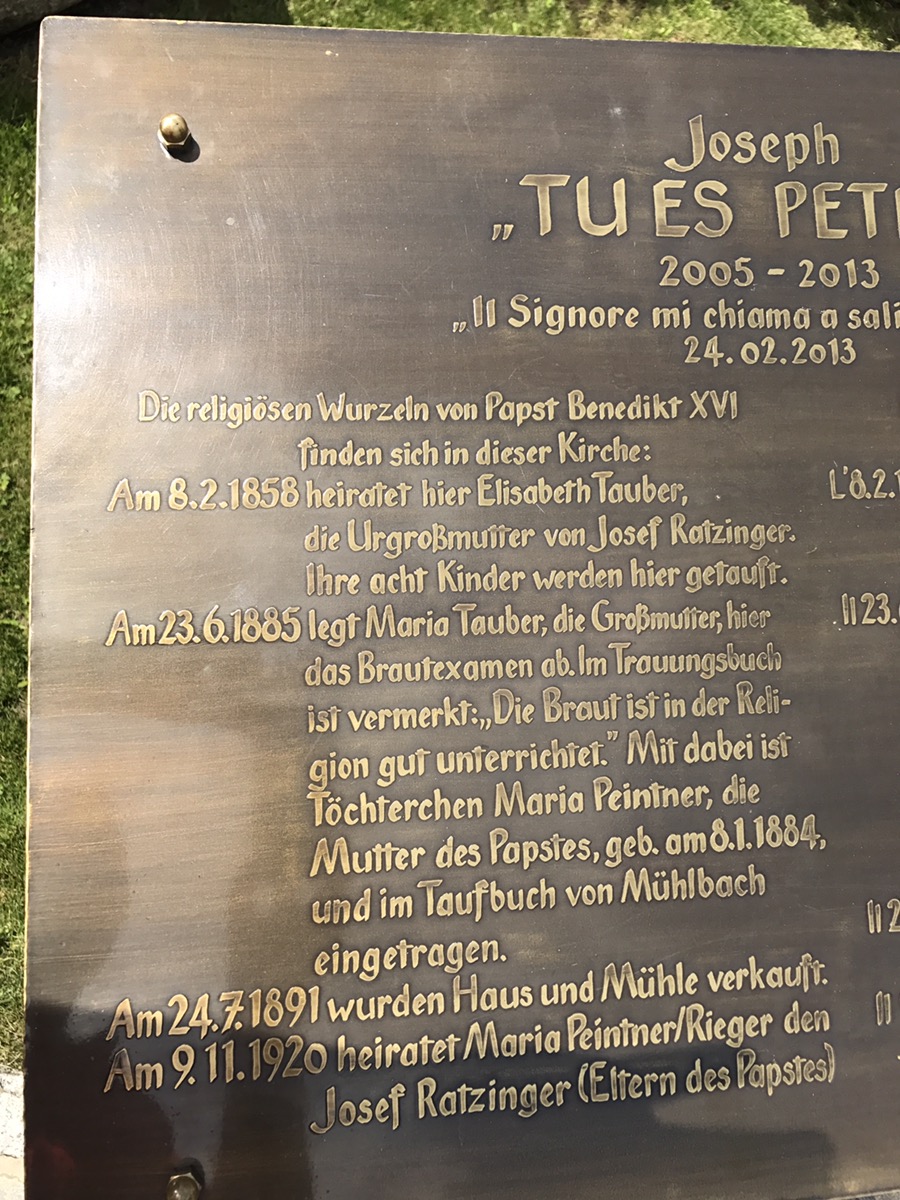 Joseph
„TU ES
2005 - 2013
„Il Signore mi chiama a
24.02.2013
Die religiösen Wurzeln von Papst Benedikt XVI
finden sich in dieser Kirche:
Am 8.2.1858 heiratet hier Elisabeth Tauber,
die Urgroßmutter von Josef Ratzinger.
Ihre acht Kinder werden hier getauft.
Am 23.6.1885 legt Maria Tauber, die Großmutter, hier
das Brautexamen ab. Im Trauungsbuch
ist vermerkt: „Die Braut ist in der Reli-
gion gut unterrichtet.” Mit dabei ist
Töchterchen Maria Peintner, die
Mutter des Papstes, geb. am 8.1.1884,
und im Taufbuch von Mühlbach
eingetragen.
Am 24.7.1891 wurden Haus und Mühle verkauft.
Am 9.11.1920 heiratet Maria Peintner/Rieger den
Josef Ratzinger (Eltern des Papstes)